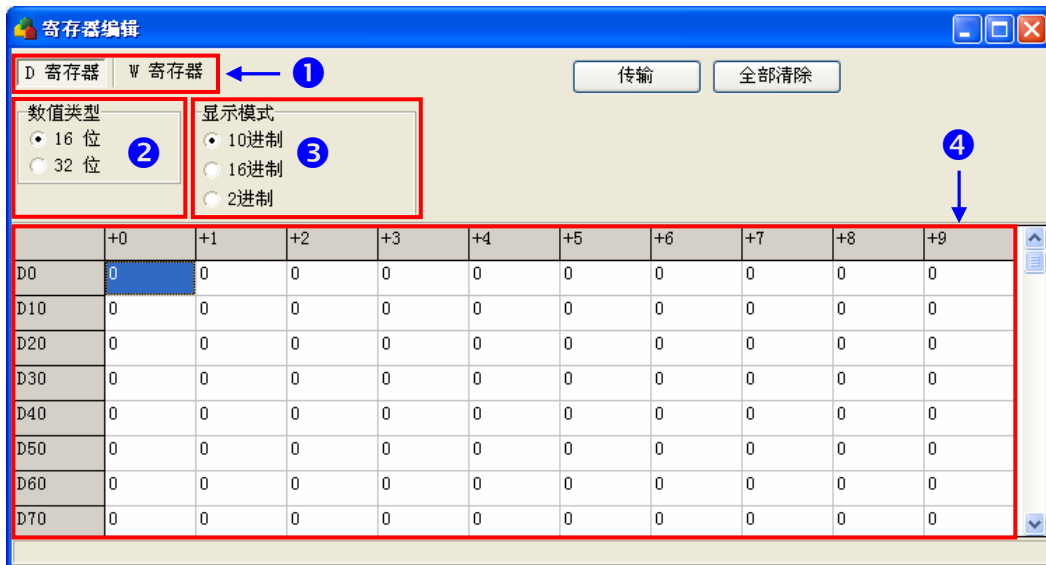 寄存器编辑
D 寄存器 W 寄存器 ❶ 传输 全部清除
数值类型 显示模式
16 位 10进制
❷ ❸ ❹
32 位 16进制
2进制
+0 +1 +2 +3 +4 +5 +6 +7 +8 +9
D0 0 0 0 0 0 0 0 0 0 0
D10 0 0 0 0 0 0 0 0 0 0
D20 0 0 0 0 0 0 0 0 0 0
D30 0 0 0 0 0 0 0 0 0 0
D40 0 0 0 0 0 0 0 0 0 0
D50 0 0 0 0 0 0 0 0 0 0
D60 0 0 0 0 0 0 0 0 0 0
D70 0 0 0 0 0 0 0 0 0 0